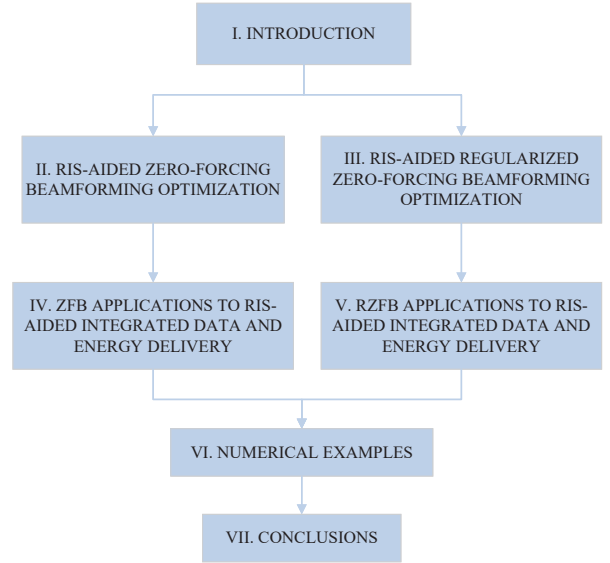 I. INTRODUCTION
II. RIS-AIDED ZERO-FORCING
BEAMFORMING OPTIMIZATION
III. RIS-AIDED REGULARIZED
ZERO-FORCING BEAMFORMING
OPTIMIZATION
IV. ZFB APPLICATIONS TO RIS-
AIDED INTEGRATED DATA AND
ENERGY DELIVERY
V. RZFB APPLICATIONS TO RIS-
AIDED INTEGRATED DATA AND
ENERGY DELIVERY
VI. NUMERICAL EXAMPLES
VII. CONCLUSIONS